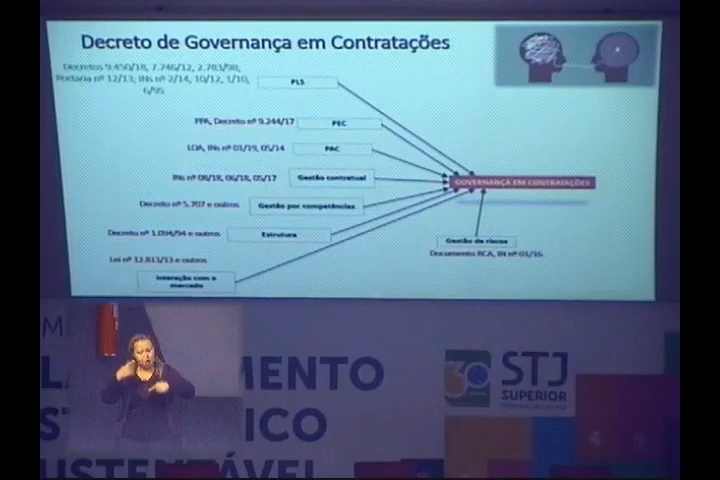 Decreto de Governança em Contratações
Decretos 9.450/18, 7.746/12, 2.783/98;
Portaria nº 12/13; INs nº 2/14, 10/12, 1/10,
6/95
PLS
PPA, Decreto nº 9.244/17
PEC
LOA, INs nº 01/19, 05/14
PAC
INs nº 08/18, 06/18, 05/17
Gestão contratual
GOVERNANÇA EM CONTRATAÇÕES
Decreto nº 5.707 e outros
Gestão por competências
Decreto nº 1.094/94 e outros
Estrutura
Gestão de riscos
Documento RCA, IN nº 01/16
Lei nº 12.813/13 e outros
Interação com o
mercado
MENTO
ICO
SUSTENTÁVEL
30
STJ
SUPERIOR